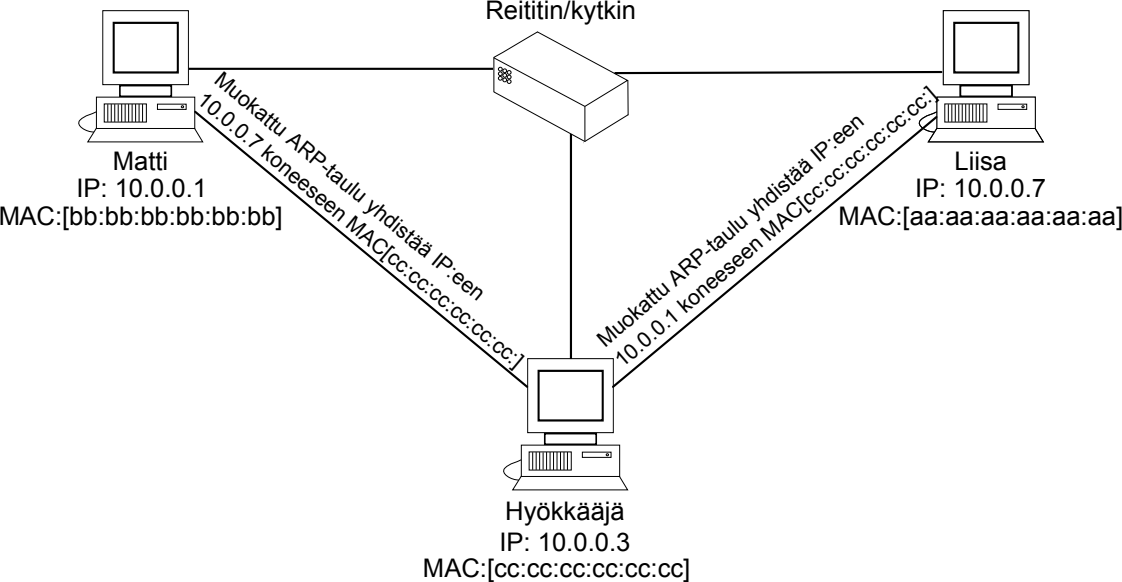 Reititin/kytkin
Matti
IP: 10.0.0.1
MAC:[bb:bb:bb:bb:bb:bb]
Liisa
IP: 10.0.0.7
MAC:[aa:aa:aa:aa:aa:aa]
Muokattu ARP-taulu yhdistää IP:een
10.0.0.7 koneeseen MAC[cc:cc:cc:cc:cc:cc:]
Muokattu ARP-taulu yhdistää IP:een
10.0.0.1 koneeseen MAC[cc:cc:cc:cc:cc:cc:]
Hyökkääjä
IP: 10.0.0.3
MAC:[cc:cc:cc:cc:cc:cc]